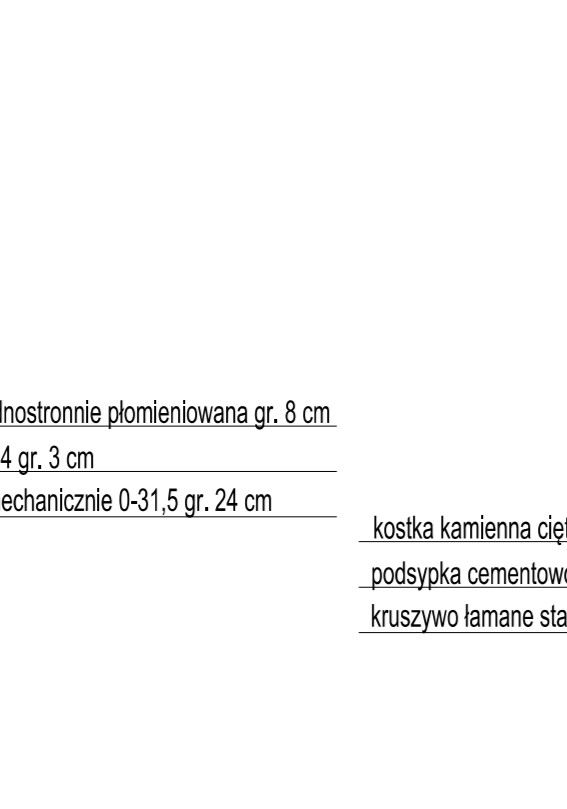 dnostronnie płomieniowana gr. 8 cm
4 gr. 3 cm
echanicznie 0-31,5 gr. 24 cm
kostka kamienna cięt
podsypka cementowo
kruszywo łamane sta